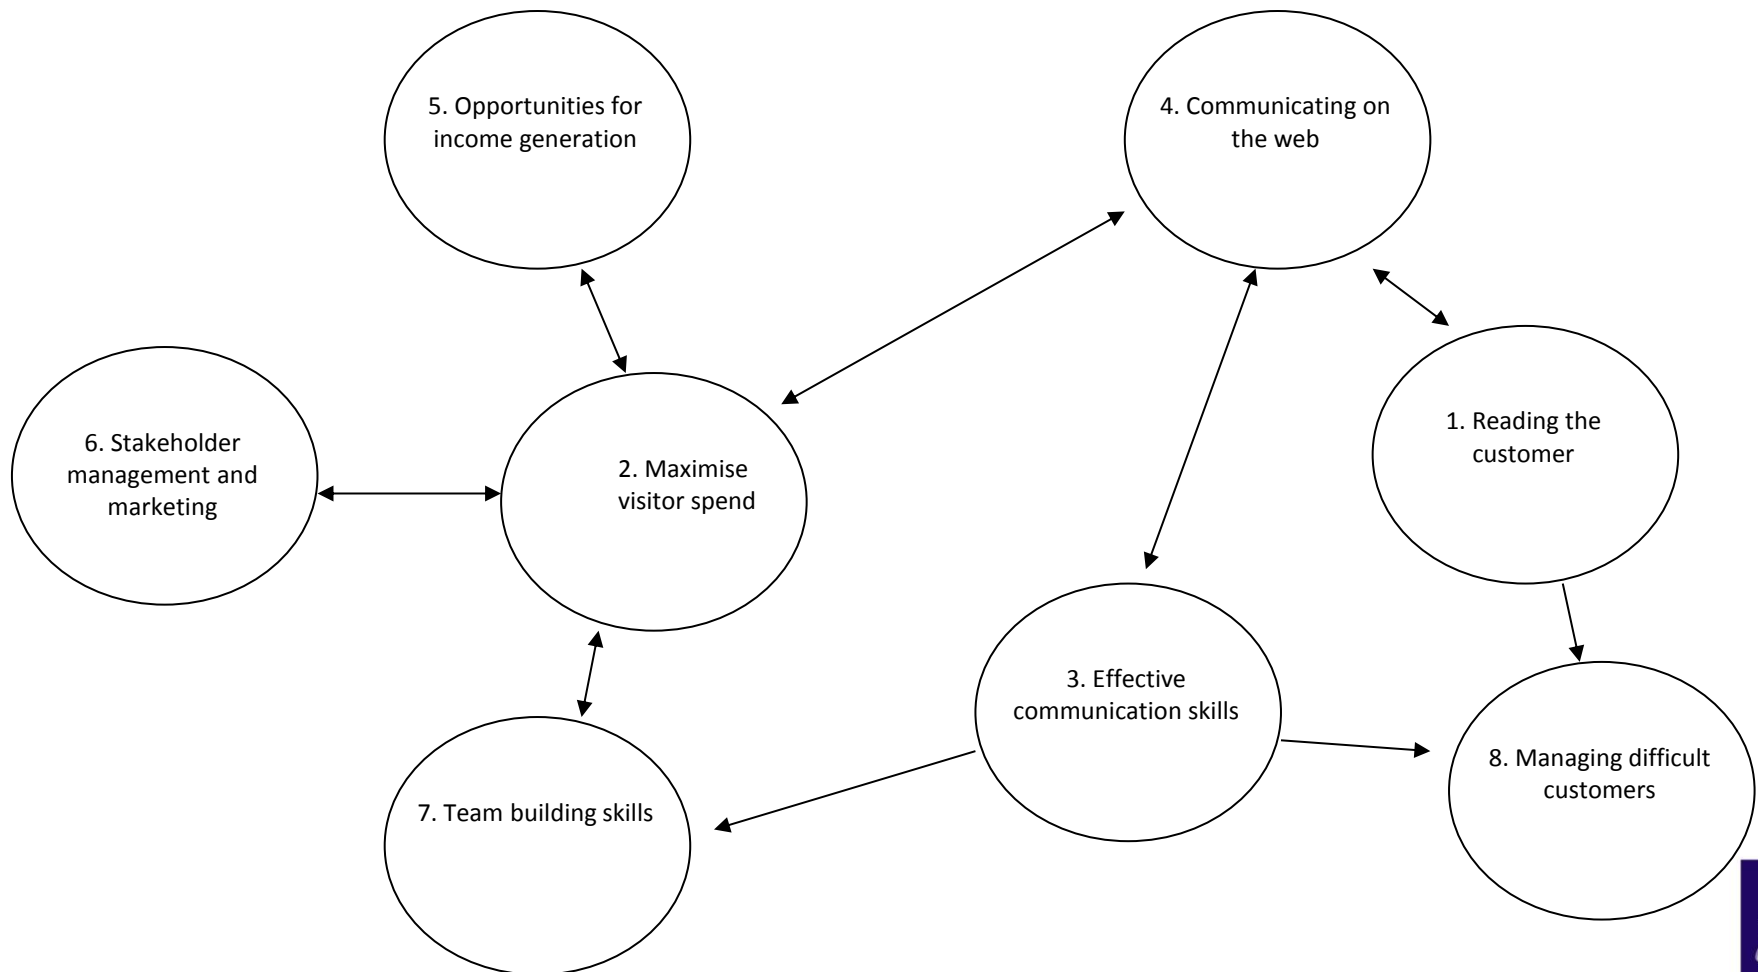 5. Opportunities for
income generation
4. Communicating on
the web
1. Reading the
customer
6. Stakeholder
management and
marketing
2. Maximise
visitor spend
3. Effective
communication skills
8. Managing difficult
customers
7. Team building skills